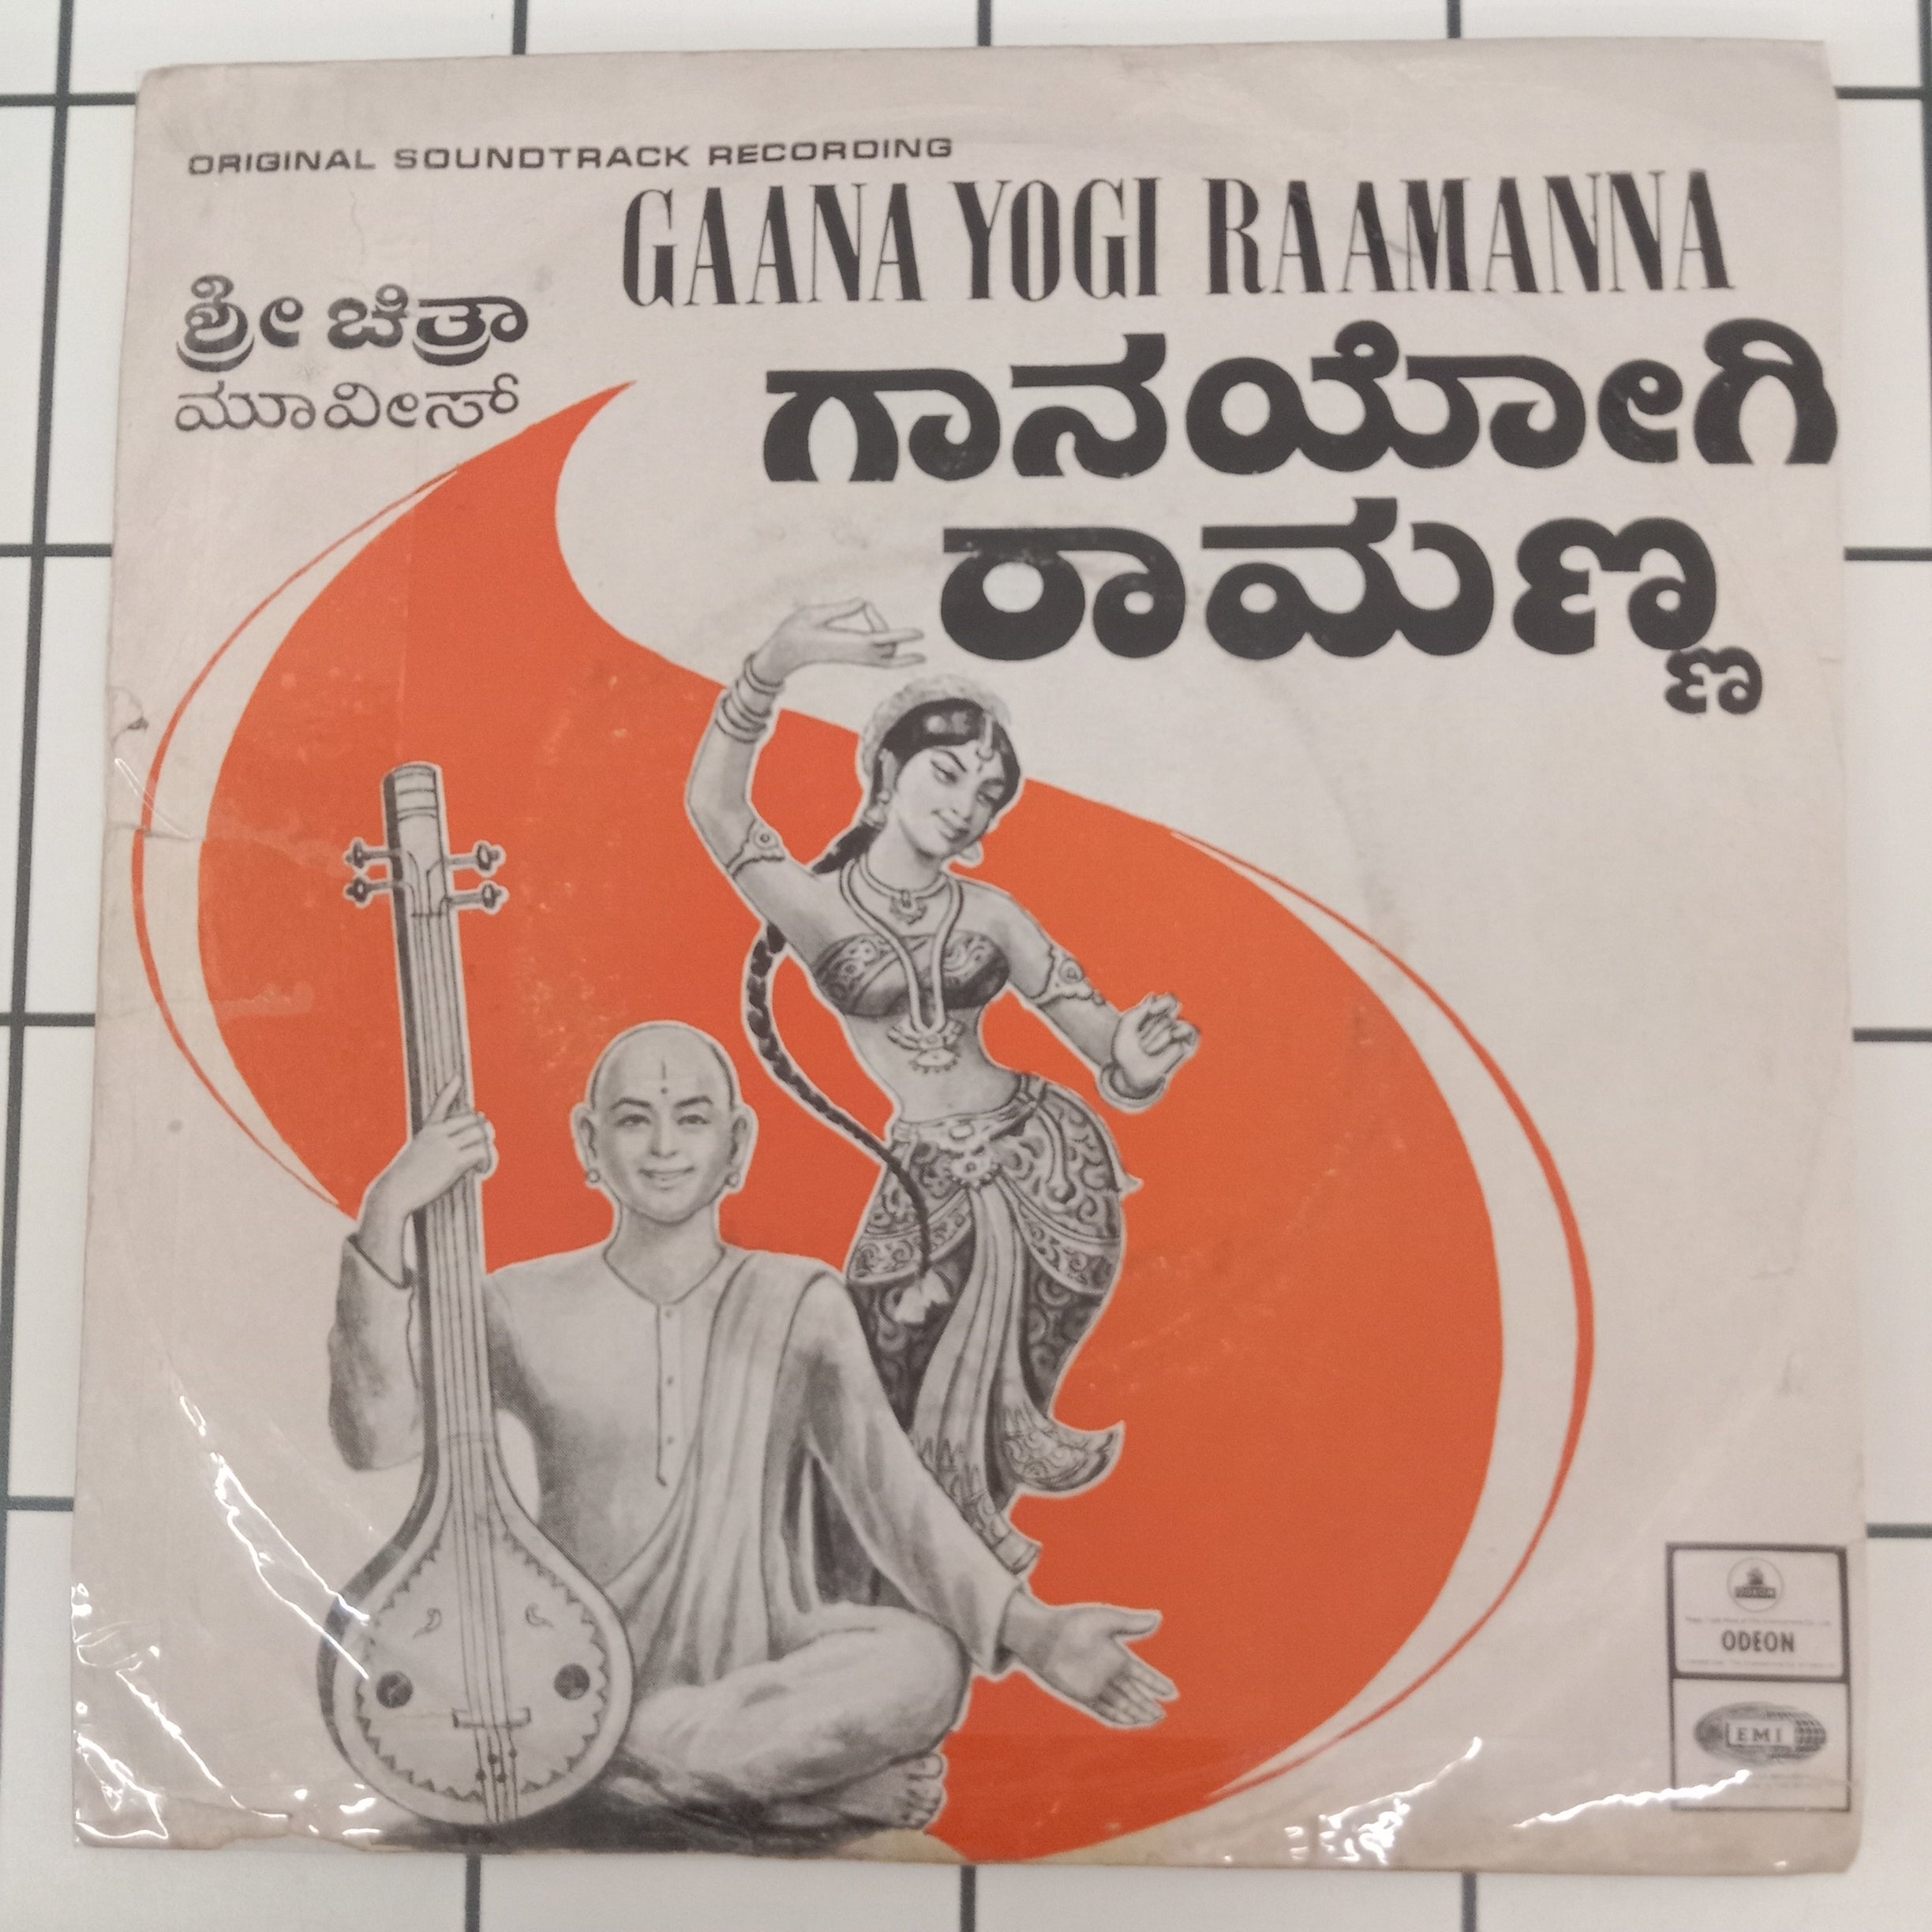 ORIGINAL SOUNDTRACK RECORDING
GAANA YOGI RAAMANNA
ಶ್ರೀ ಚಿತ್ರಾ
ಮೂವೀಸ್
ಗಾನಯೋಗಿ
ರಾಮಣ್ಣ
ODEON
EMI